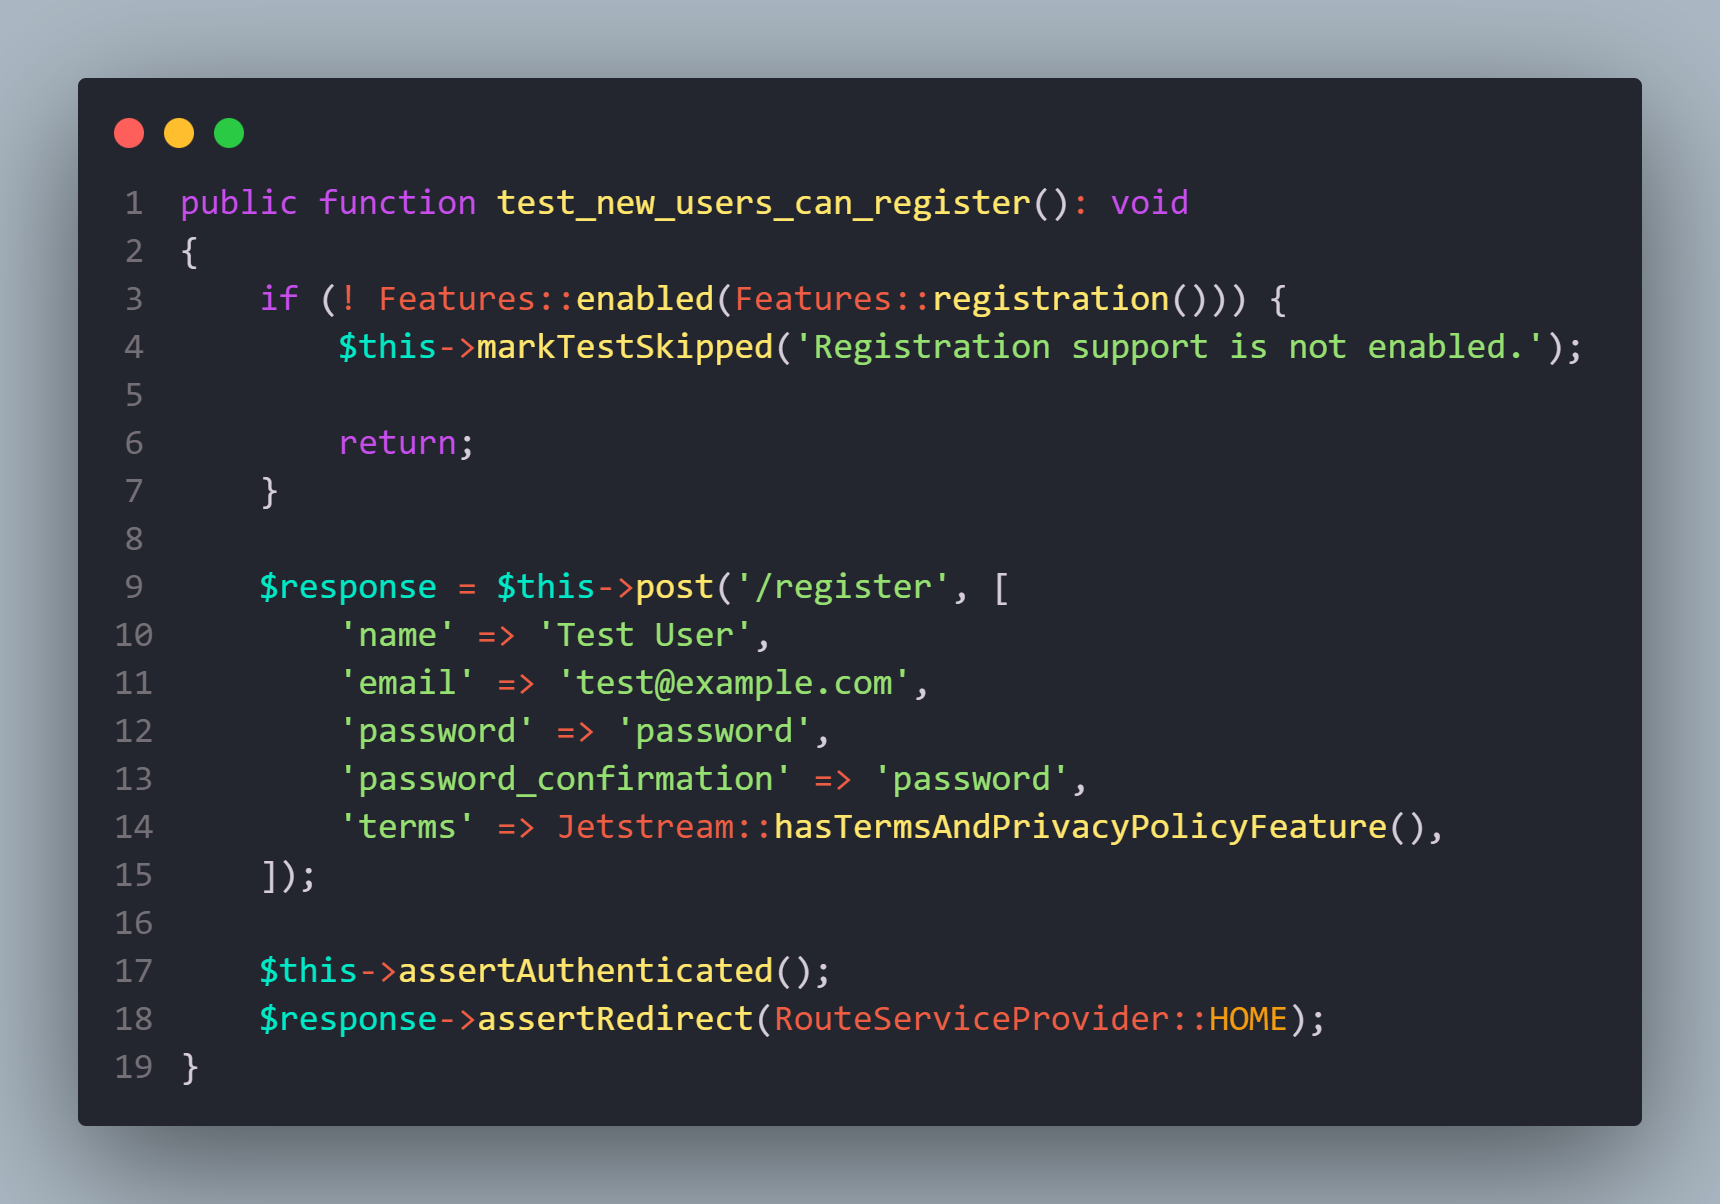 1 public function test_new_users_can_register(): void
2 {
3     if (! Features::enabled(Features::registration())) {
4         $this->markTestSkipped('Registration support is not enabled.');
5
6         return;
7     }
8
9     $response = $this->post('/register', [
10         'name' => 'Test User',
11         'email' => 'test@example.com',
12         'password' => 'password',
13         'password_confirmation' => 'password',
14         'terms' => Jetstream::hasTermsAndPrivacyPolicyFeature(),
15     ]);
16
17     $this->assertAuthenticated();
18     $response->assertRedirect(RouteServiceProvider::HOME);
19 }